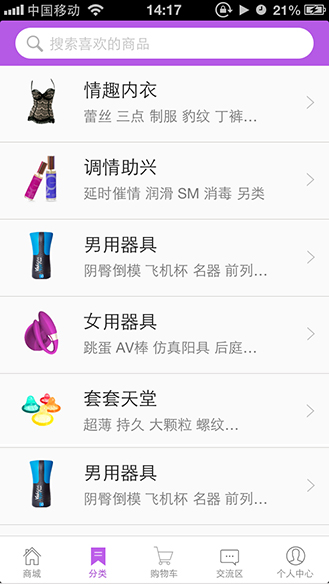 中国移动 14:17 21%
搜索喜欢的商品
情趣内衣
蕾丝 三点 制服 豹纹 丁裤...
调情助兴
延时催情 润滑 SM 消毒 另类
男用器具
阴臀倒模 飞机杯 名器 前列...
女用器具
跳蛋 AV棒 仿真阳具 后庭...
套套天堂
超薄 持久 大颗粒 螺纹...
男用器具
阴臀倒模 飞机杯 名器 前列...
商城 分类 购物车 交流区 个人中心